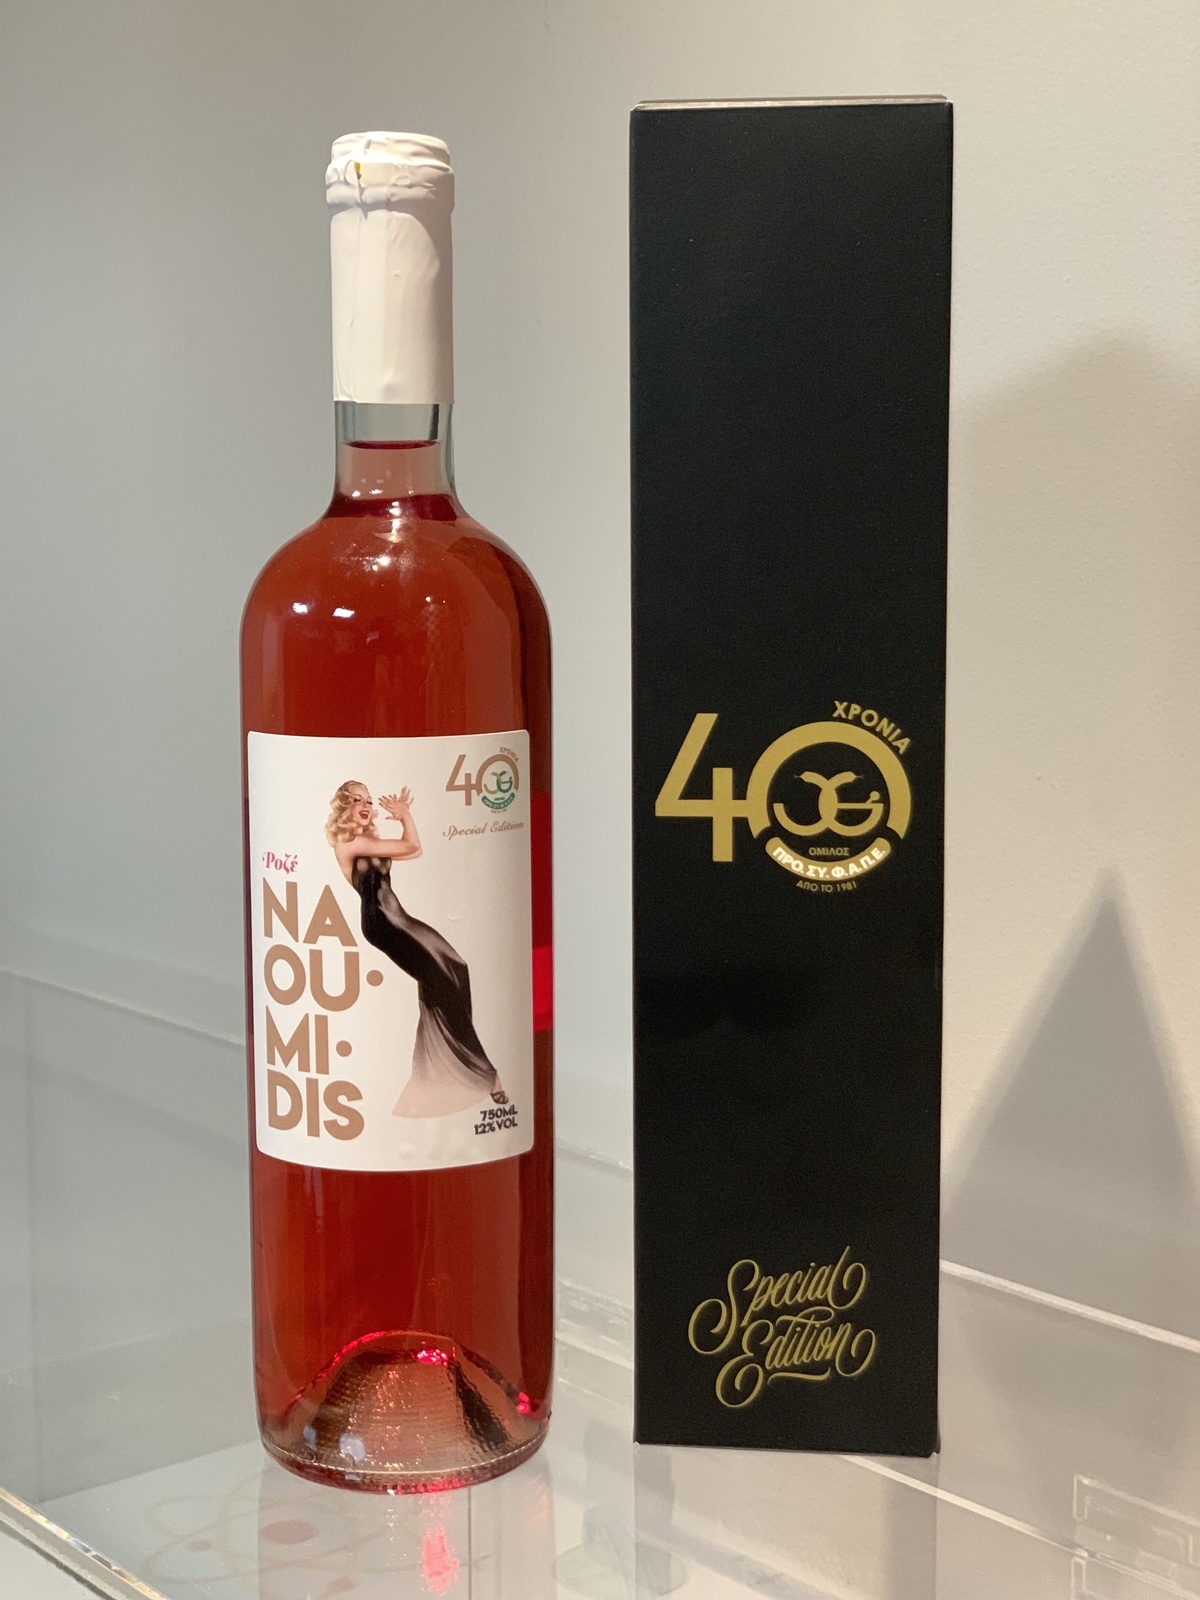 40 ΧΡΟΝΙΑ
Special Edition
·Ροζέ
NA
OU·
MI·
DIS
750ML
12%VOL
40 ΧΡΟΝΙΑ
ΟΜΙΛΟΣ
ΠΡΟ.ΣΥ.Φ.Α.Π.Ε.
ΑΠΟ ΤΟ 1981
Special
Edition